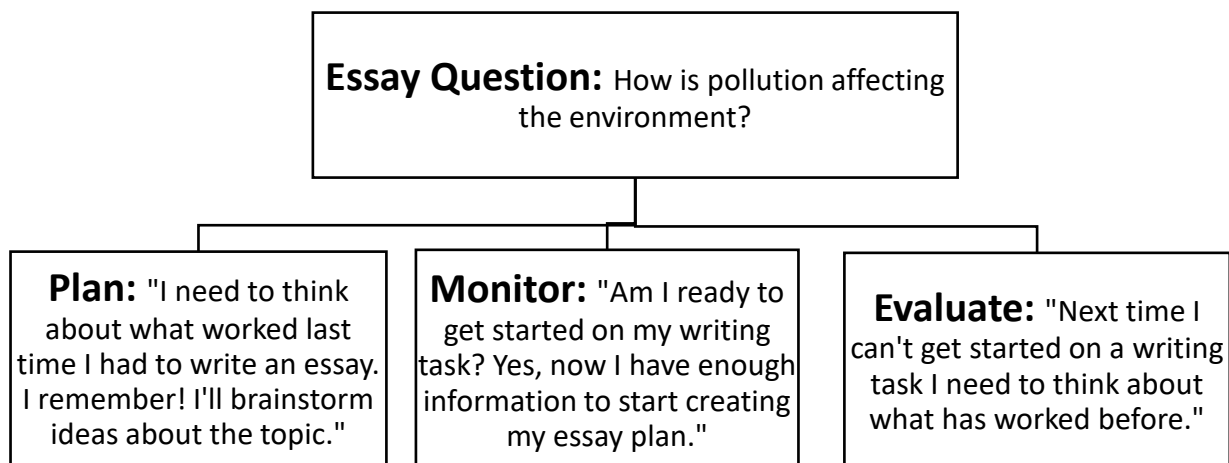 Essay Question: How is pollution affecting
the environment?
Plan: "I need to think
about what worked last
time I had to write an essay.
I remember! I'll brainstorm
ideas about the topic."
Monitor: "Am I ready to
get started on my writing
task? Yes, now I have enough
information to start creating
my essay plan."
Evaluate: "Next time I
can't get started on a writing
task I need to think about
what has worked before."